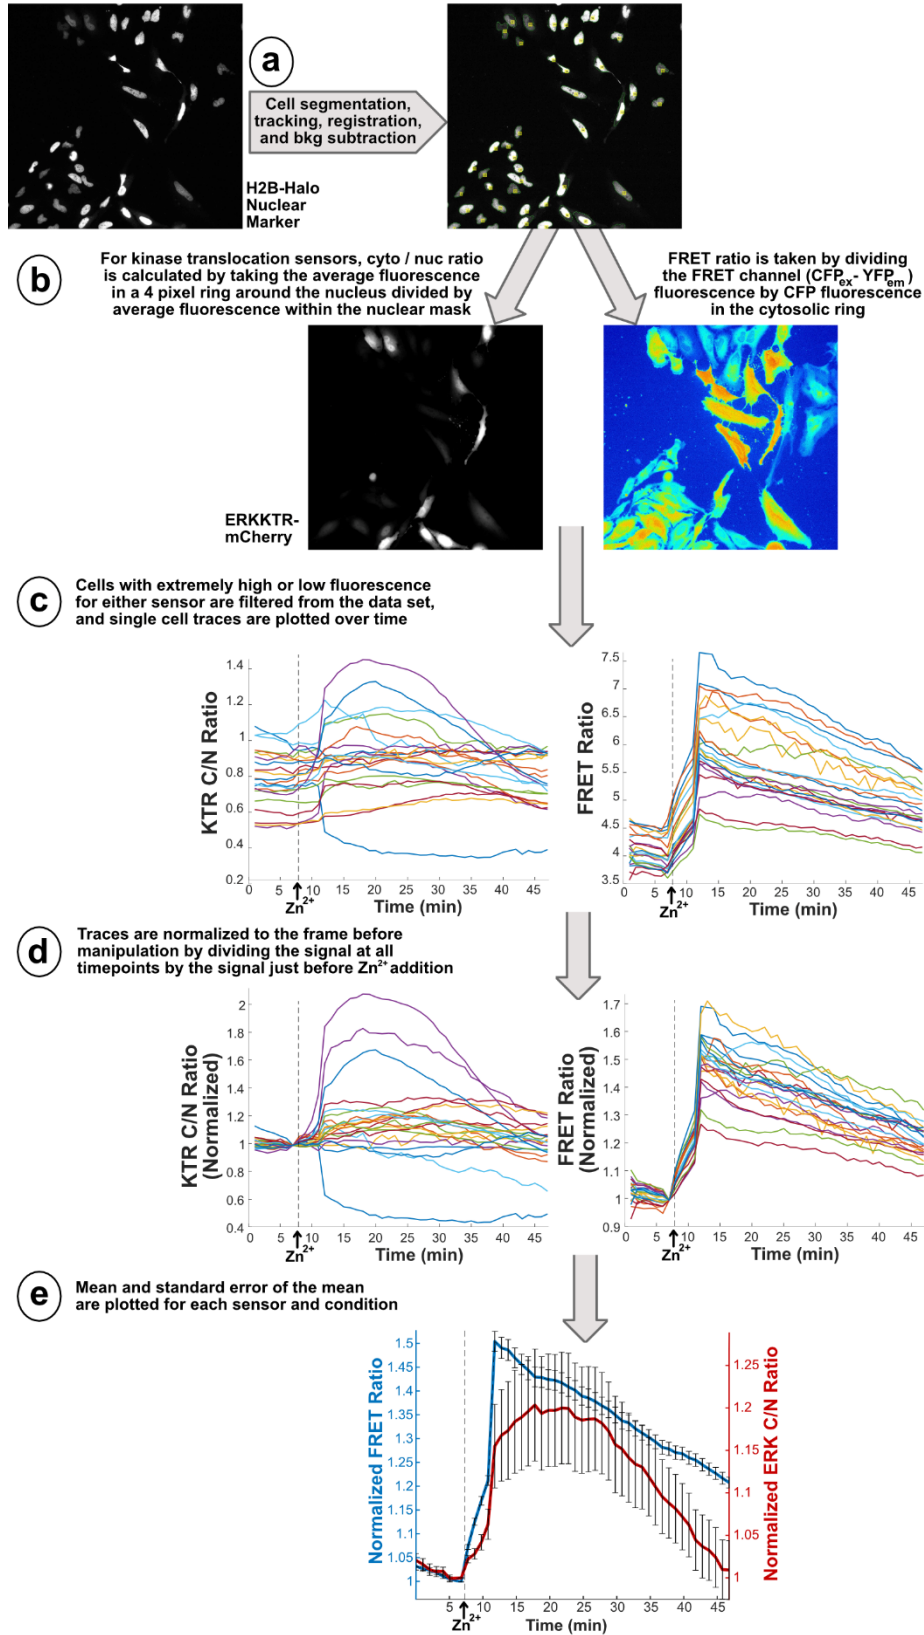 a
Cell segmentation,
tracking, registration,
and bkg subtraction
H2B-Halo
Nuclear
Marker
b
For kinase translocation sensors, cyto / nuc ratio
is calculated by taking the average fluorescence
in a 4 pixel ring around the nucleus divided by
average fluorescence within the nuclear mask
FRET ratio is taken by dividing
the FRET channel (CFPex- YFPem)
fluorescence by CFP fluorescence
in the cytosolic ring
ERKKTR-
mCherry
c
Cells with extremely high or low fluorescence
for either sensor are filtered from the data set,
and single cell traces are plotted over time
KTR C/N Ratio
1.4
1.2
1
0.8
0.6
0.4
0.2
0 5 10 15 20 25 30 35 40 45
Zn2+
Time (min)
FRET Ratio
7.5
7
6.5
6
5.5
5
4.5
4
3.5
0 5 10 15 20 25 30 35 40 45
Zn2+
Time (min)
d
Traces are normalized to the frame before
manipulation by dividing the signal at all
timepoints by the signal just before Zn2+ addition
KTR C/N Ratio
(Normalized)
2
1.8
1.6
1.4
1.2
1
0.8
0.6
0.4
0 5 10 15 20 25 30 35 40 45
Zn2+
Time (min)
FRET Ratio
(Normalized)
1.7
1.6
1.5
1.4
1.3
1.2
1.1
1
0.9
0 5 10 15 20 25 30 35 40 45
Zn2+
Time (min)
e
Mean and standard error of the mean
are plotted for each sensor and condition
Normalized FRET Ratio
1.5
1.45
1.4
1.35
1.3
1.25
1.2
1.15
1.1
1.05
1
5 10 15 20 25 30 35 40 45
Zn2+
Time (min)
1.25
1.2
1.15
1.1
1.05
1
Normalized ERK C/N Ratio